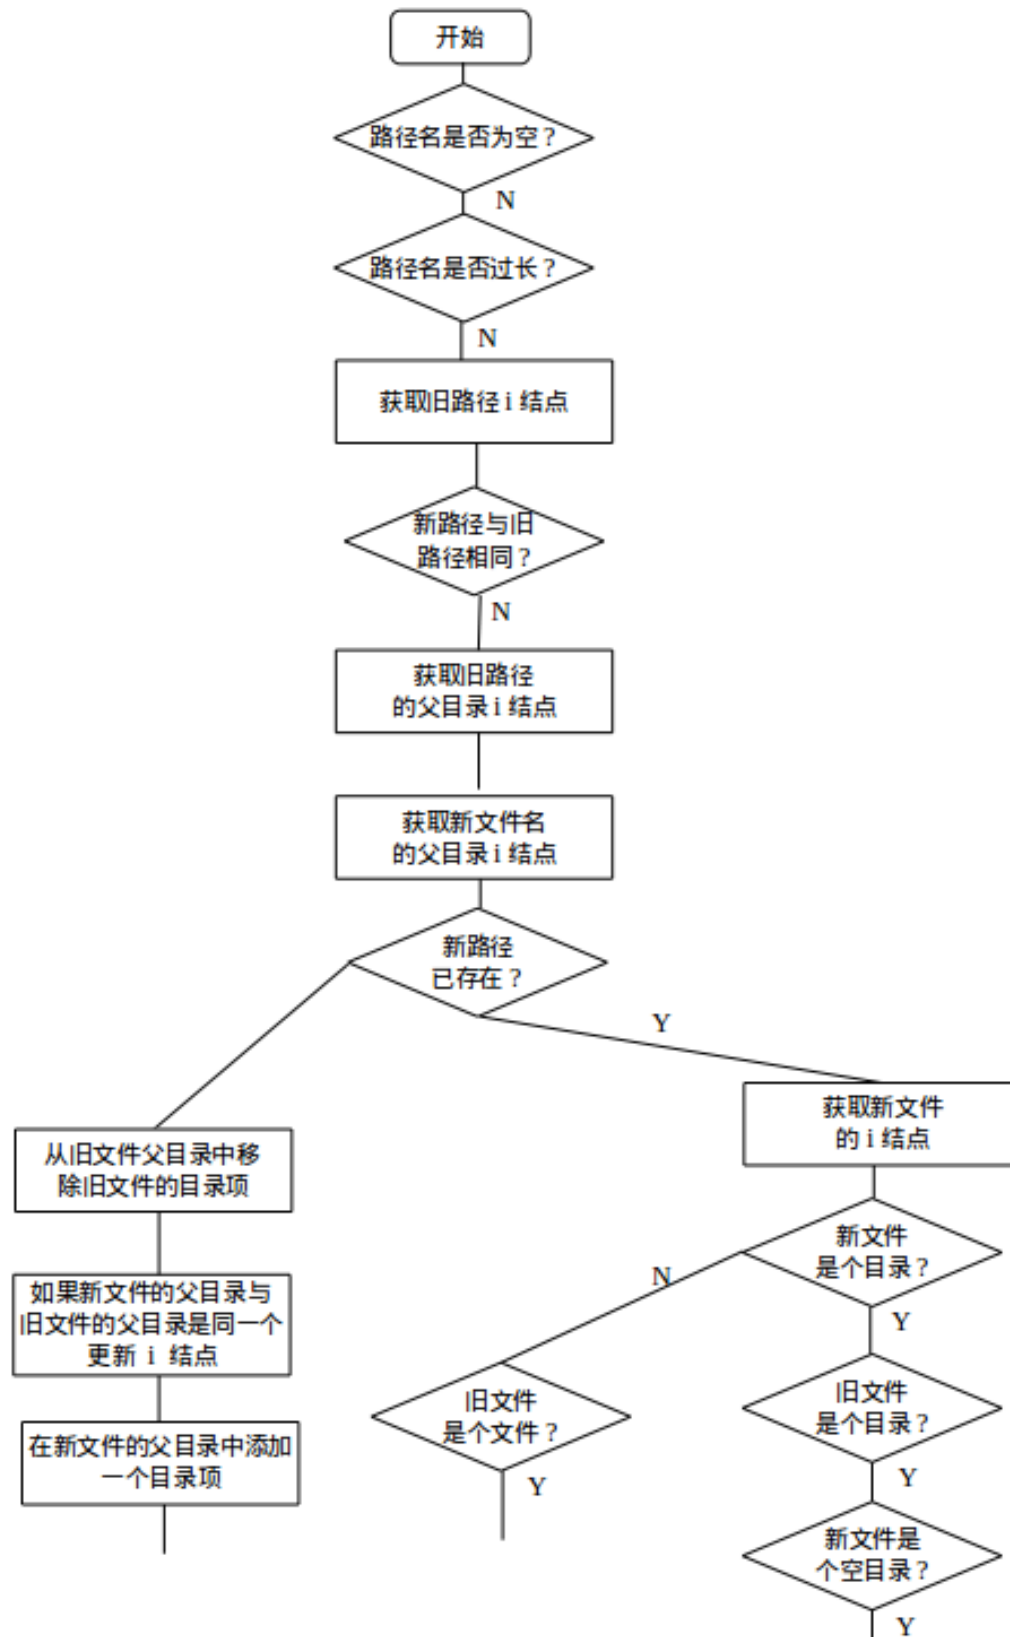 开始
路径名是否为空?
N
路径名是否过长?
N
获取旧路径 i 结点
新路径与旧
路径相同?
N
获取旧路径
的父目录 i 结点
获取新文件名
的父目录 i 结点
新路径
已存在?
Y
从旧文件父目录中移
除旧文件的目录项
如果新文件的父目录与
旧文件的父目录是同一个
更新 i 结点
在新文件的父目录中添加
一个目录项
获取新文件
的 i 结点
新文件
是个目录?
N
Y
旧文件
是个文件?
Y
旧文件
是个目录?
Y
新文件是
个空目录?
Y